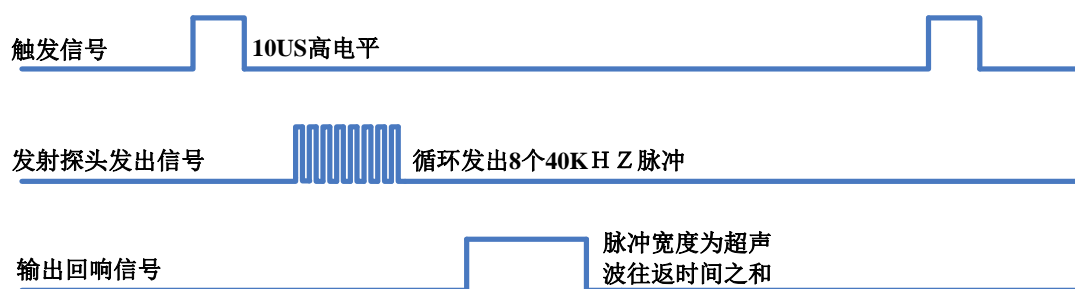 触发信号
10US高电平
发射探头发出信号
循环发出8个40KＨＺ脉冲
输出回响信号
脉冲宽度为超声
波往返时间之和